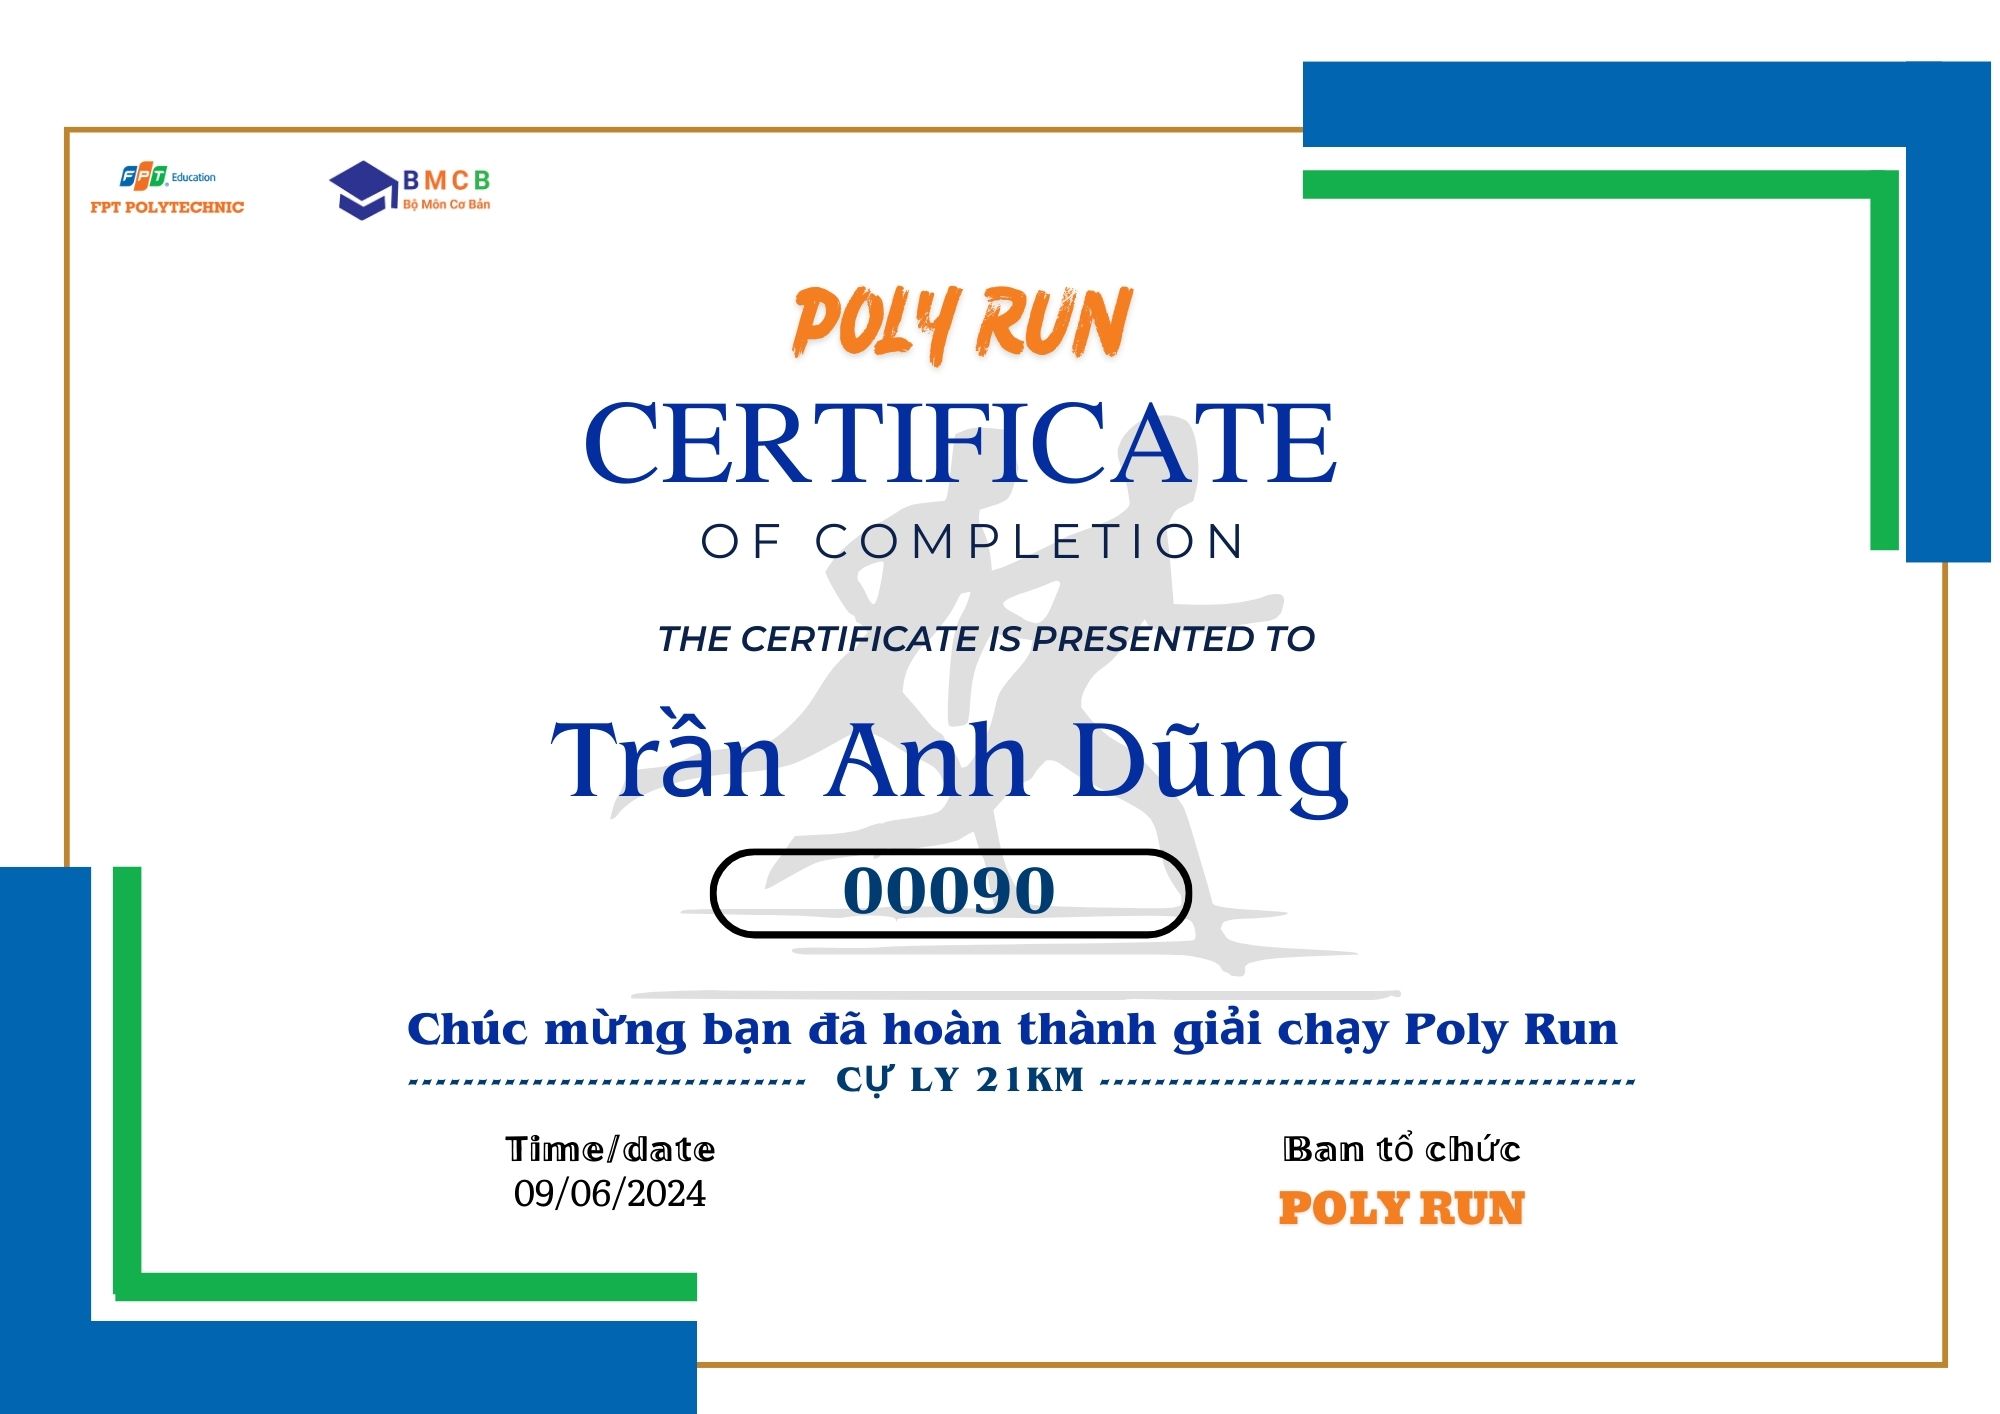 FPT Education
FPT POLYTECHNIC
BMCB
Bộ Môn Cơ Bản
POLY RUN
CERTIFICATE
OF COMPLETION
THE CERTIFICATE IS PRESENTED TO
Trần Anh Dũng
00090
Chúc mừng bạn đã hoàn thành giải chạy Poly Run
CỰ LY 21KM
Time/date
09/06/2024
Ban tổ chức
POLY RUN